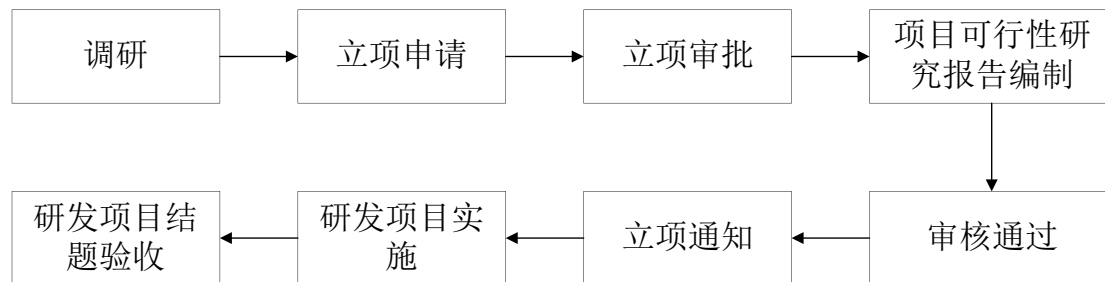 调研
立项申请
立项审批
项目可行性研
究报告编制
审核通过
立项通知
研发项目实
施
研发项目结
题验收